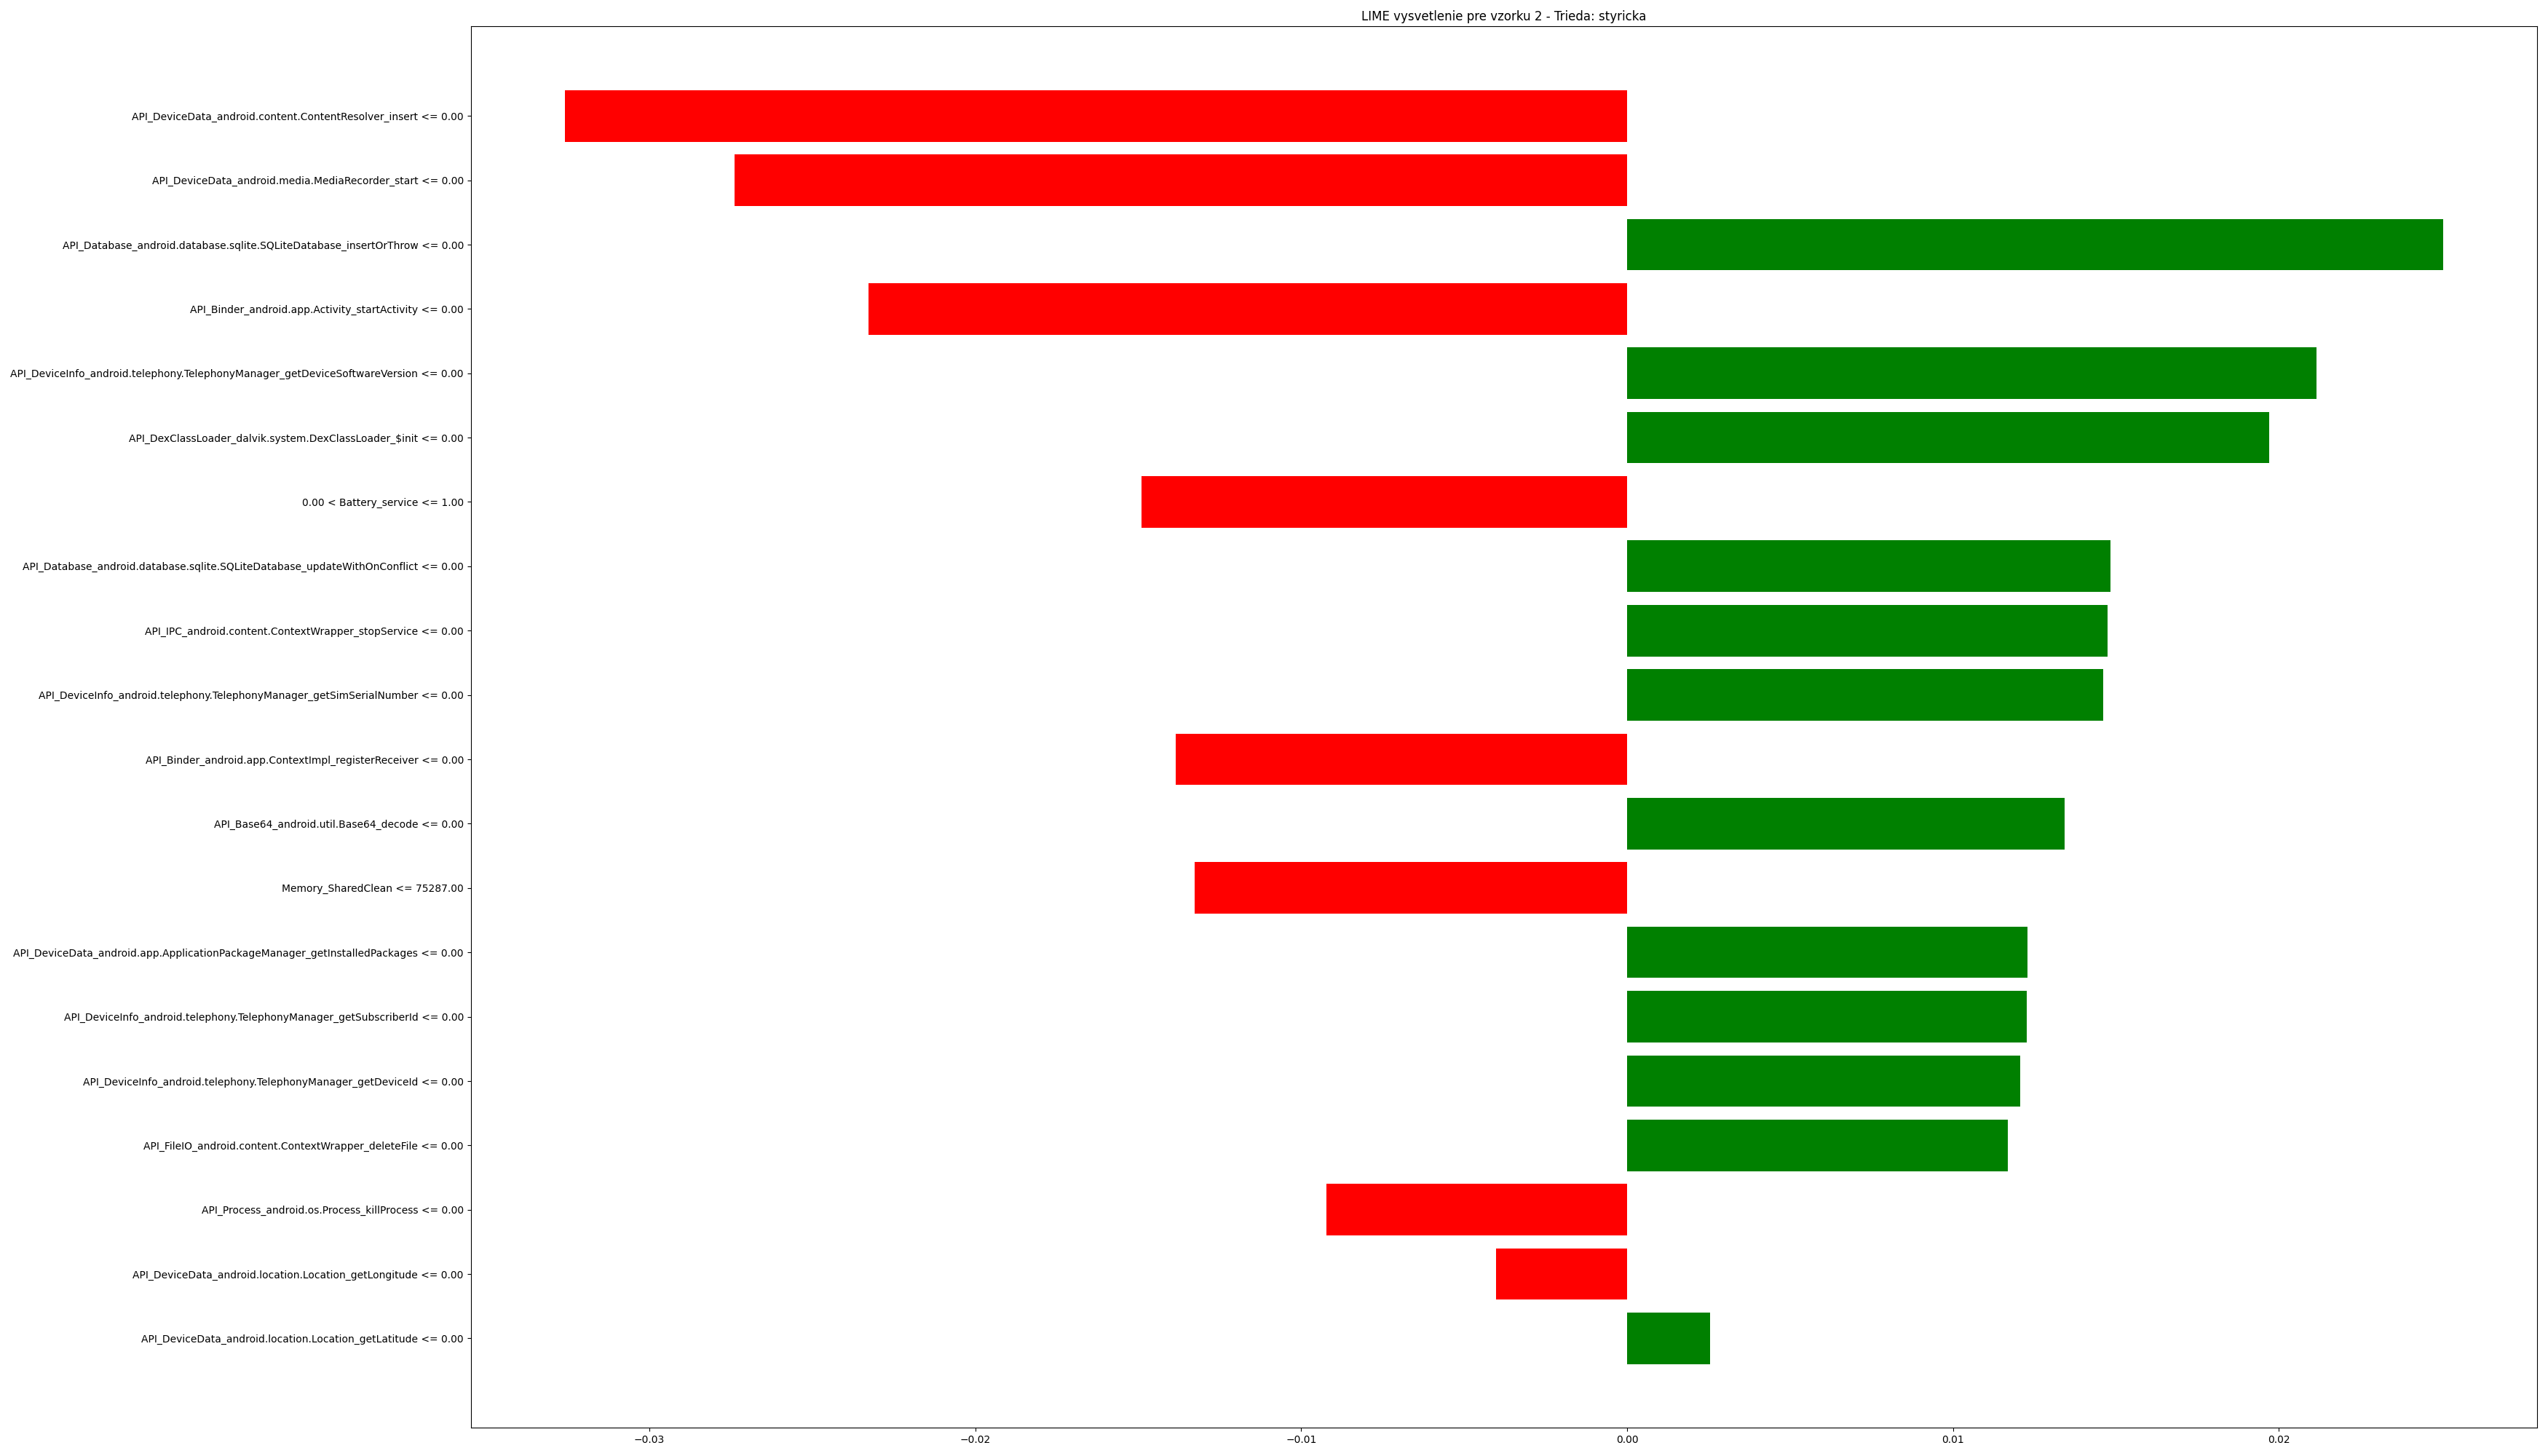 LIME vysvetlenie pre vzorku 2 - Trieda: styricka
API_DeviceData_android.content.ContentResolver_insert <= 0.00
API_DeviceData_android.media.MediaRecorder_start <= 0.00
API_Database_android.database.sqlite.SQLiteDatabase_insertOrThrow <= 0.00
API_Binder_android.app.Activity_startActivity <= 0.00
API_DeviceInfo_android.telephony.TelephonyManager_getDeviceSoftwareVersion <= 0.00
API_DexClassLoader_dalvik.system.DexClassLoader_$init <= 0.00
0.00 < Battery_service <= 1.00
API_Database_android.database.sqlite.SQLiteDatabase_updateWithOnConflict <= 0.00
API_IPC_android.content.ContextWrapper_stopService <= 0.00
API_DeviceInfo_android.telephony.TelephonyManager_getSimSerialNumber <= 0.00
API_Binder_android.app.ContextImpl_registerReceiver <= 0.00
API_Base64_android.util.Base64_decode <= 0.00
Memory_SharedClean <= 75287.00
API_DeviceData_android.app.ApplicationPackageManager_getInstalledPackages <= 0.00
API_DeviceInfo_android.telephony.TelephonyManager_getSubscriberId <= 0.00
API_DeviceInfo_android.telephony.TelephonyManager_getDeviceId <= 0.00
API_FileIO_android.content.ContextWrapper_deleteFile <= 0.00
API_Process_android.os.Process_killProcess <= 0.00
API_DeviceData_android.location.Location_getLongitude <= 0.00
API_DeviceData_android.location.Location_getLatitude <= 0.00
−0.03 −0.02 −0.01 0.00 0.01 0.02